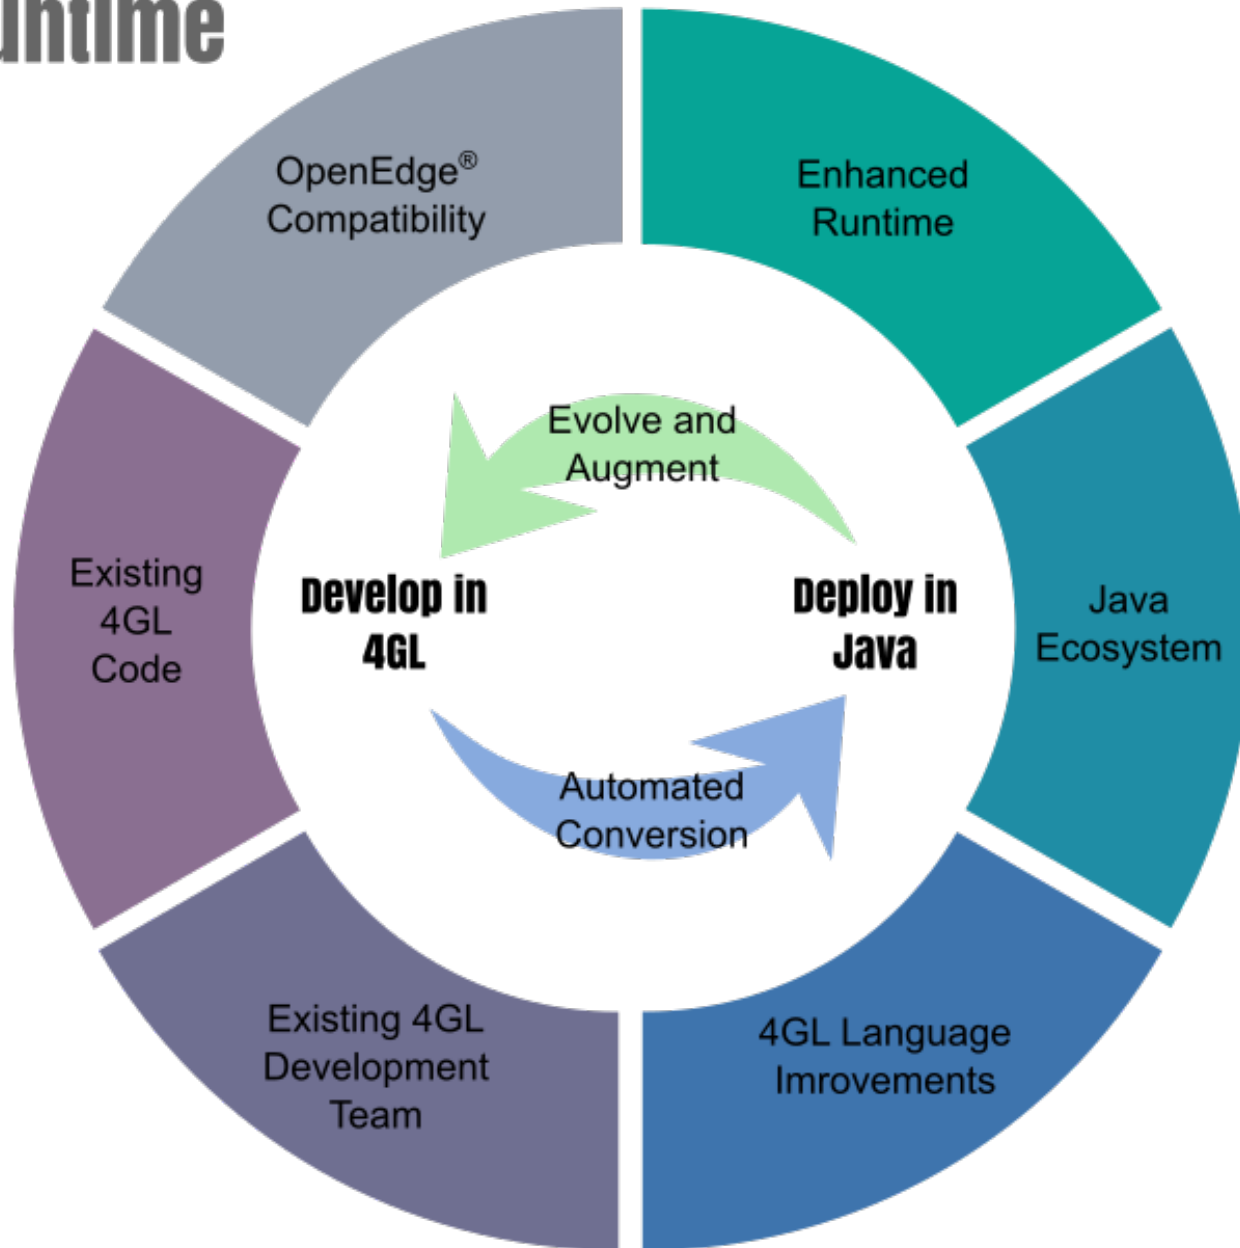 OpenEdge®
Compatibility
Enhanced
Runtime
Evolve and
Augment
Existing
4GL
Code
Develop in
4GL
Deploy in
Java
Java
Ecosystem
Automated
Conversion
Existing 4GL
Development
Team
4GL Language
Imrovements